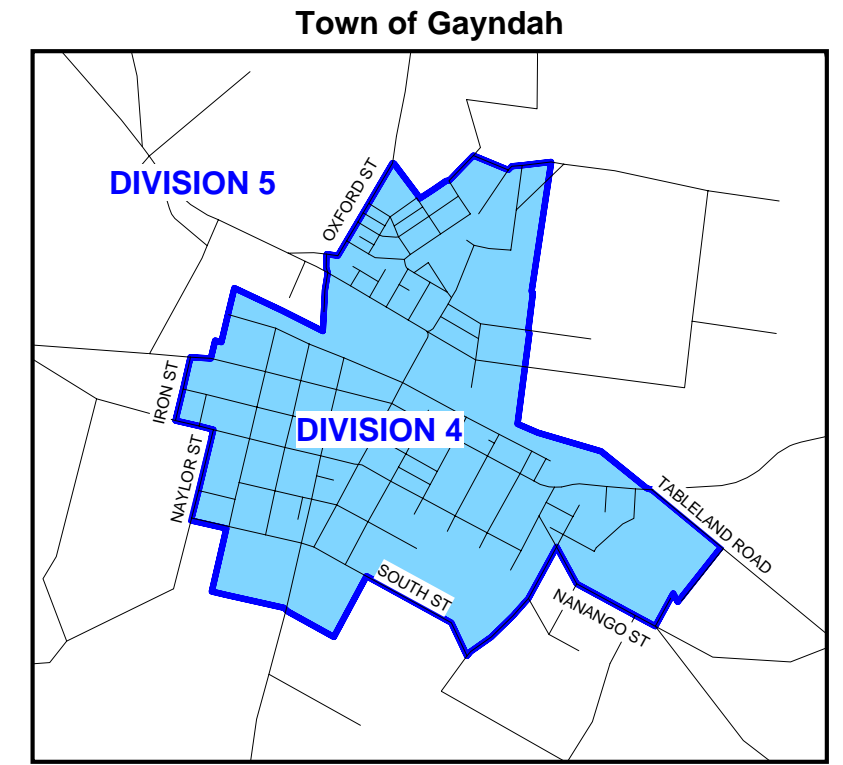 Town of Gayndah
DIVISION 5
OXFORD ST
IRON ST
DIVISION 4
NAYLOR ST
TABLELAND ROAD
SOUTH ST
NANANGO ST